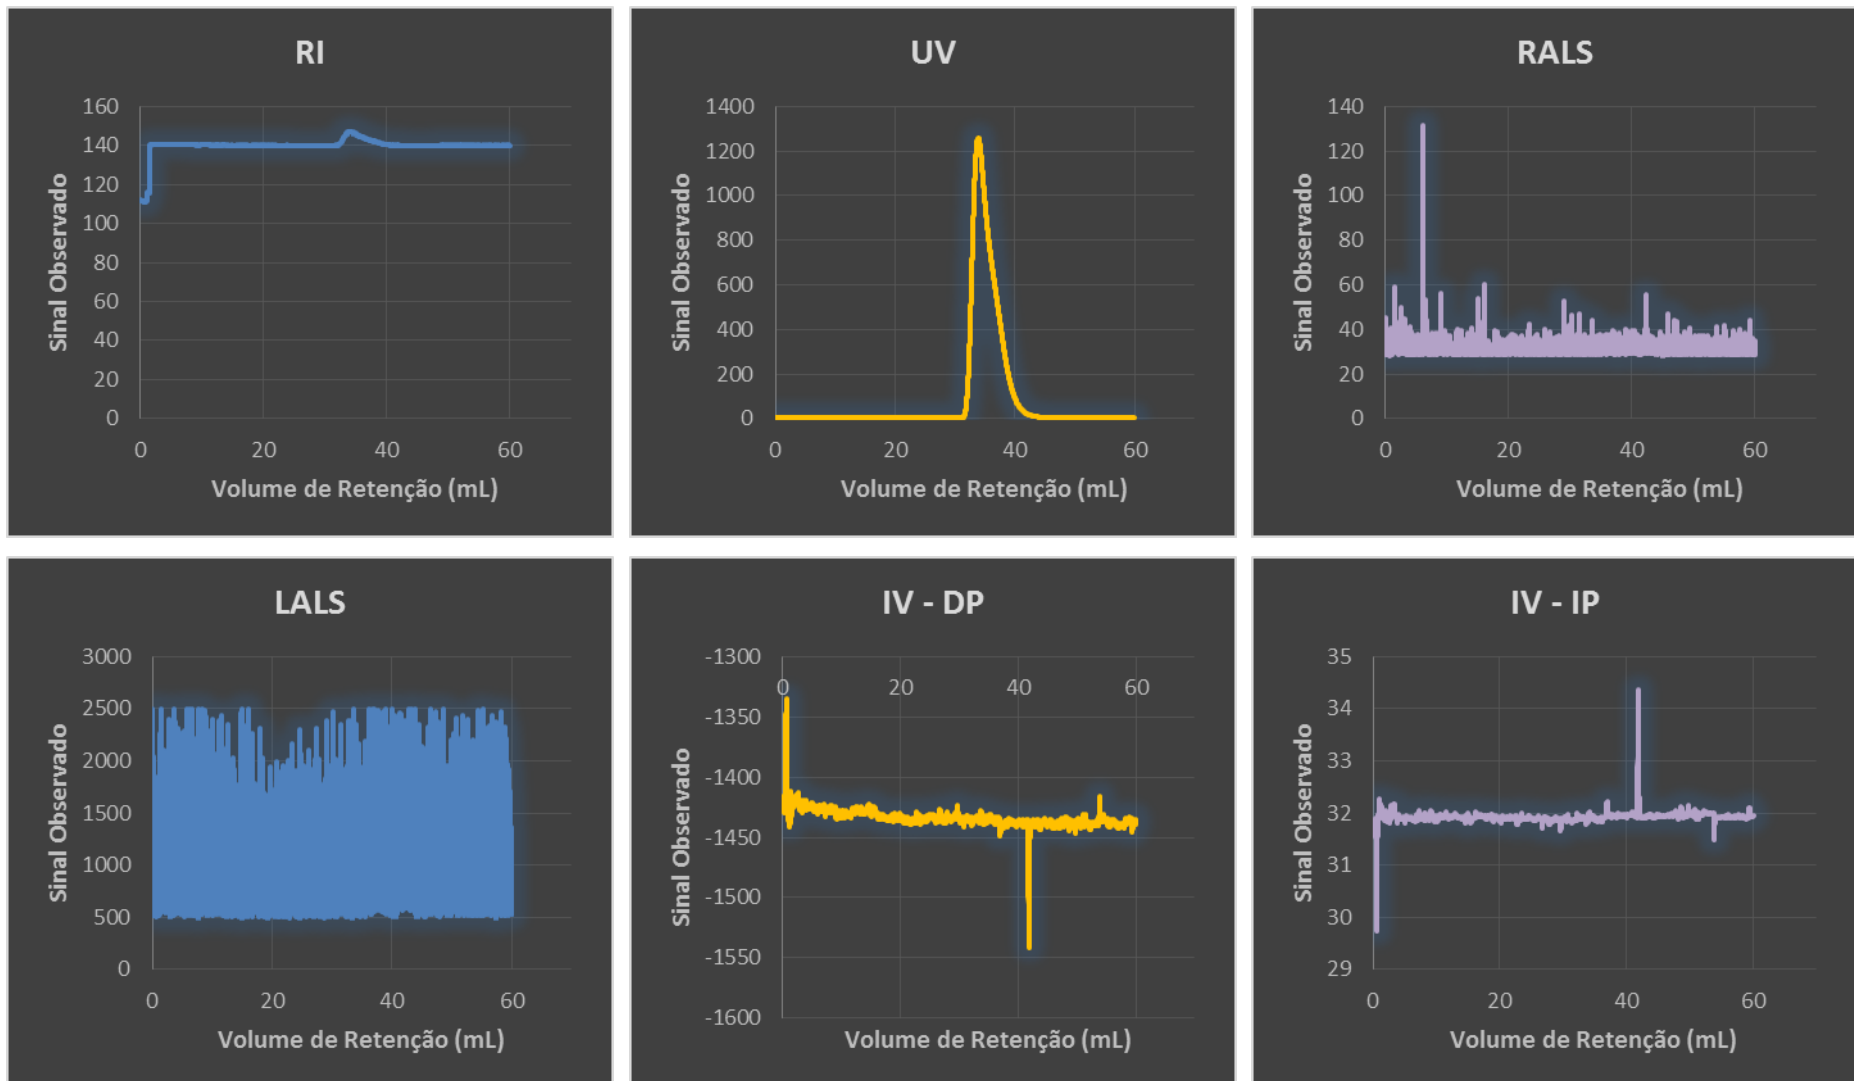 RI
160
140
120
100
80
60
40
20
0
0 20 40 60
Sinal Observado
Volume de Retenção (mL)
UV
1400
1200
1000
800
600
400
200
0
0 20 40 60
Sinal Observado
Volume de Retenção (mL)
RALS
140
120
100
80
60
40
20
0
0 20 40 60
Sinal Observado
Volume de Retenção (mL)
LALS
3000
2500
2000
1500
1000
500
0
0 20 40 60
Sinal Observado
Volume de Retenção (mL)
IV - DP
-1300
-1350
-1400
-1450
-1500
-1550
-1600
0 20 40 60
Sinal Observado
Volume de Retenção (mL)
IV - IP
35
34
33
32
31
30
29
0 20 40 60
Sinal Observado
Volume de Retenção (mL)